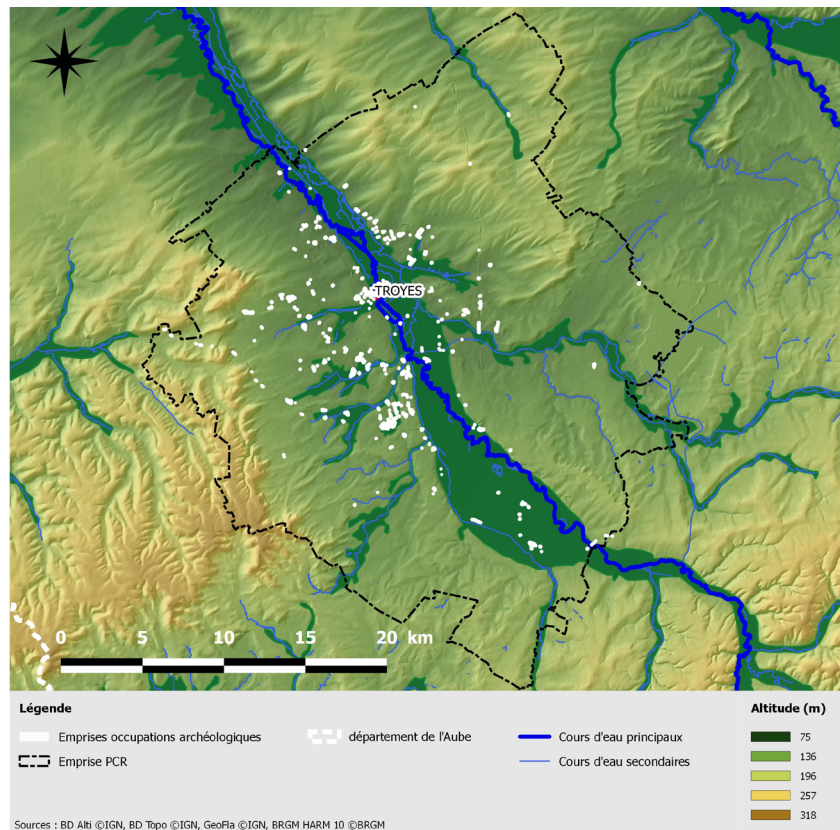 TROYES
0 5 10 15 20 km
Légende
Altitude (m)
Emprises occupations archéologiques
département de l'Aube
Cours d'eau principaux
75
Emprise PCR
Cours d'eau secondaires
136
196
257
318
Sources : BD Alti ©IGN, BD Topo ©IGN, GeoFla ©IGN, BRGM HARM 10 ©BRGM